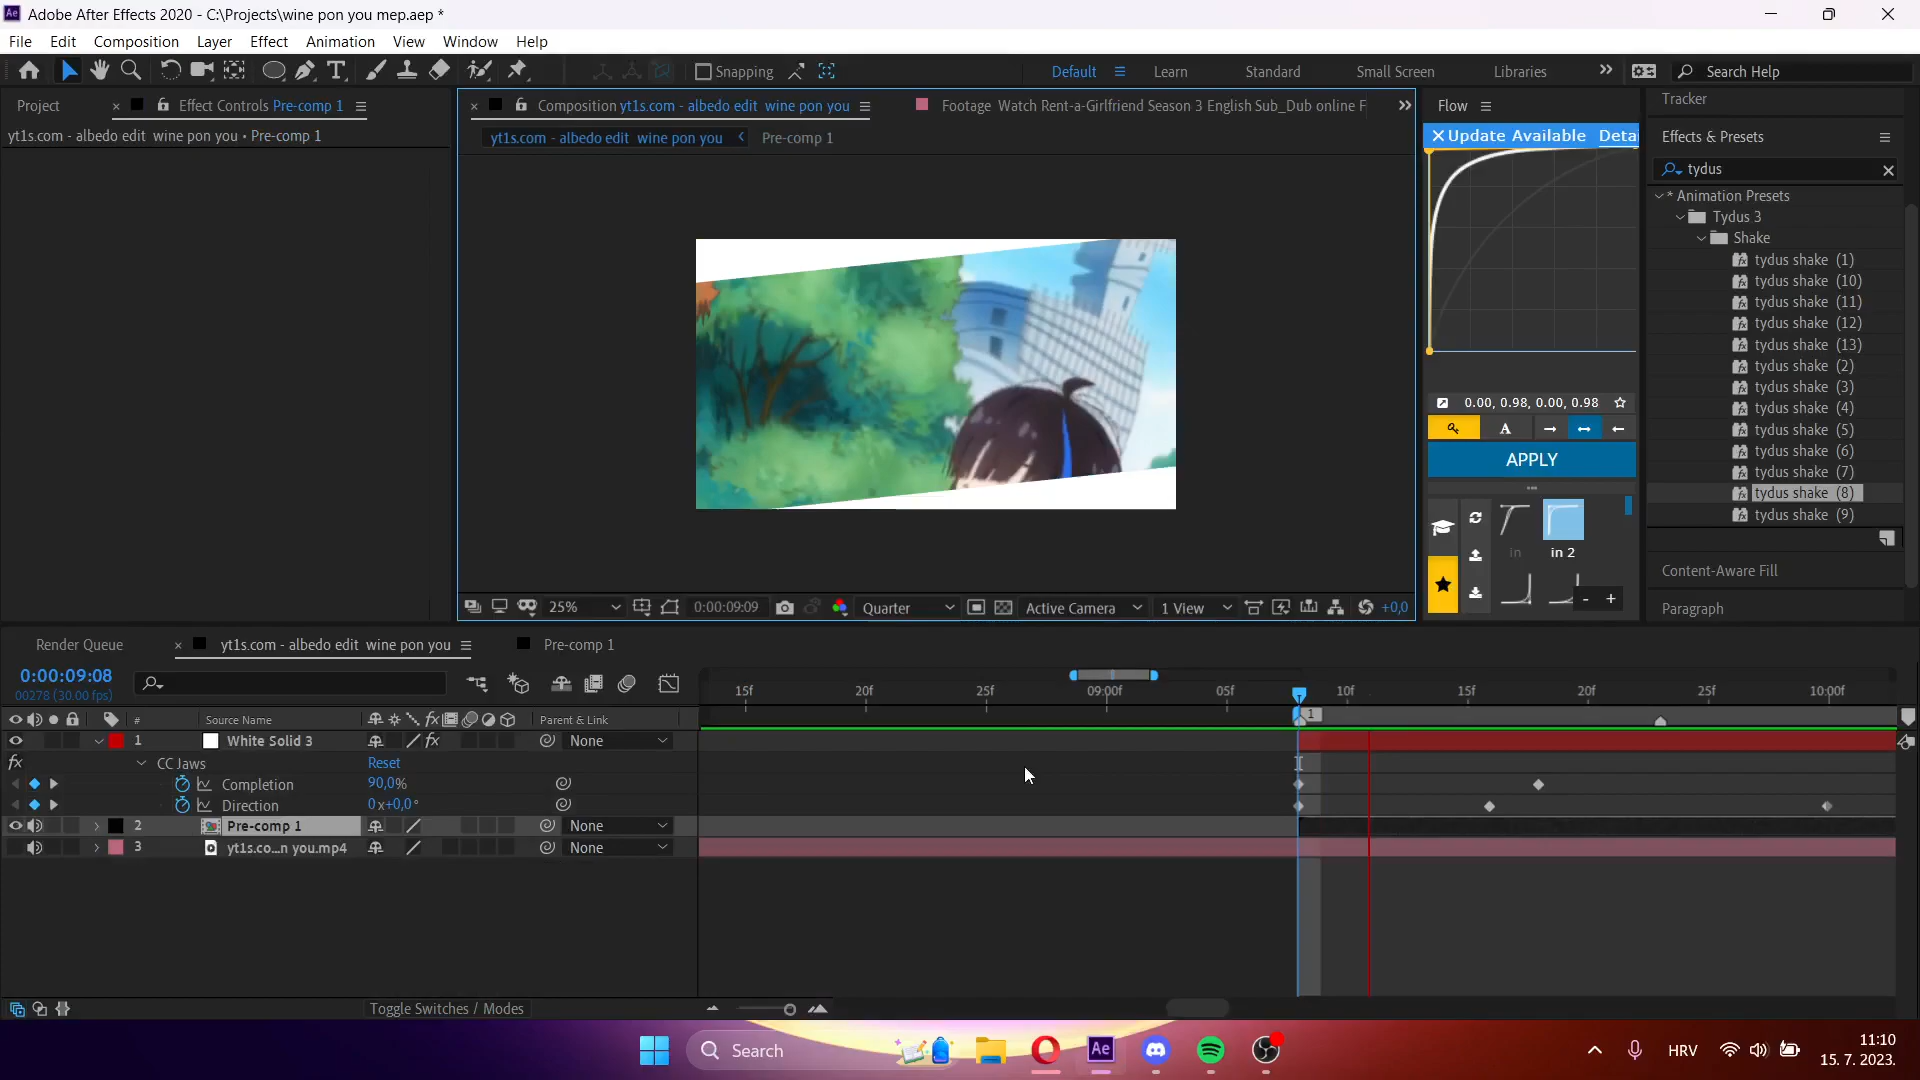 Adobe After Effects 2020 - C:\Projects\wine pon you mep.aep *
File Edit Composition Layer Effect Animation View Window Help
Snapping
Default Learn Standard Small Screen Libraries Search Help
Project
Effect Controls Pre-comp 1
Composition yt1s.com - albedo edit wine pon you
Footage Watch Rent-a-Girlfriend Season 3 English Sub_Dub online F
Flow
Tracker
yt1s.com - albedo edit wine pon you • Pre-comp 1
yt1s.com - albedo edit wine pon you
Pre-comp 1
Update Available Detai
Effects & Presets
tydus
* Animation Presets
Tydus 3
Shake
tydus shake (1)
tydus shake (10)
tydus shake (11)
tydus shake (12)
tydus shake (13)
tydus shake (2)
tydus shake (3)
tydus shake (4)
tydus shake (5)
tydus shake (6)
tydus shake (7)
tydus shake (8)
tydus shake (9)
0.00, 0.98, 0.00, 0.98
A
APPLY
in
in 2
Content-Aware Fill
Paragraph
25% 0:00:09:09 Quarter Active Camera 1 View +0,0
Render Queue
yt1s.com - albedo edit wine pon you
Pre-comp 1
0:00:09:08
00278 (30.00 fps)
15f 20f 25f 09:00f 05f 10f 15f 20f 25f 10:00f
1
# Source Name Parent & Link
1 White Solid 3 None
fx CC Jaws Reset
Completion 90,0%
Direction 0x+0,0°
2 Pre-comp 1 None
3 yt1s.co...n you.mp4 None
Toggle Switches / Modes
Search
Ae
HRV
11:10
15. 7. 2023.